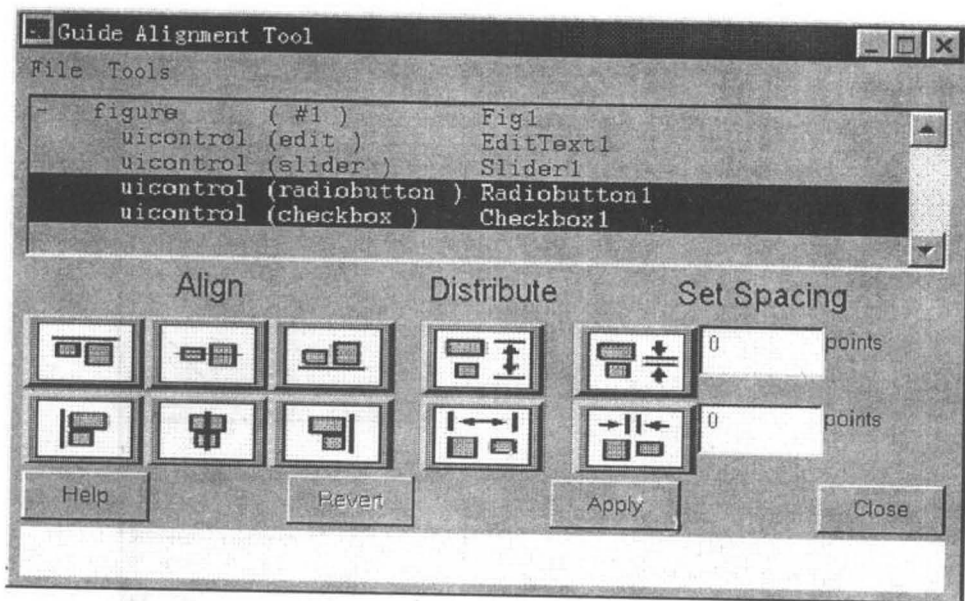 Guide Alignment Tool
File Tools
- figure ( #1 ) Fig1
uicontrol (edit ) EditText1
uicontrol (slider ) Slider1
uicontrol (radiobutton ) Radiobutton1
uicontrol (checkbox ) Checkbox1
Align Distribute Set Spacing
0 points
0 points
Help Revert Apply Close